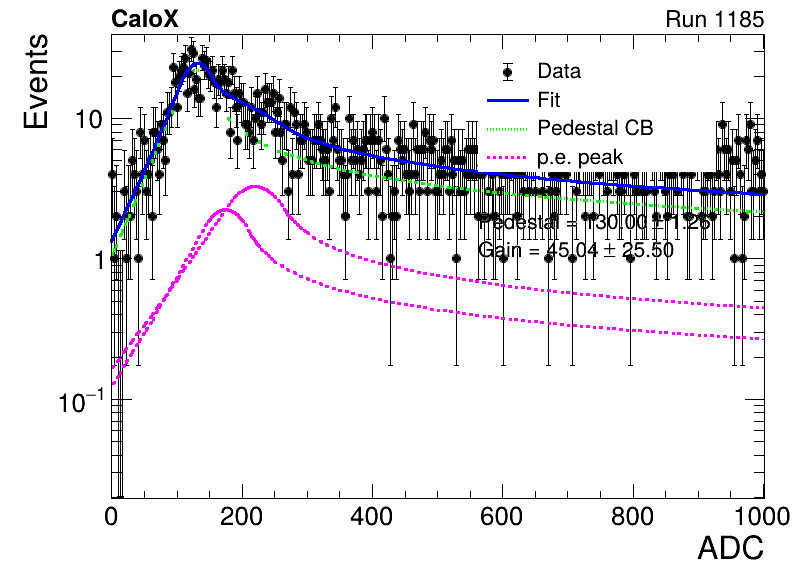 CaloX Run 1185
Events
Data
Fit
Pedestal CB
p.e. peak
Pedestal = 130.00 ± 1.26
Gain = 45.04 ± 25.50
10
1
10⁻¹
0 200 400 600 800 1000
ADC